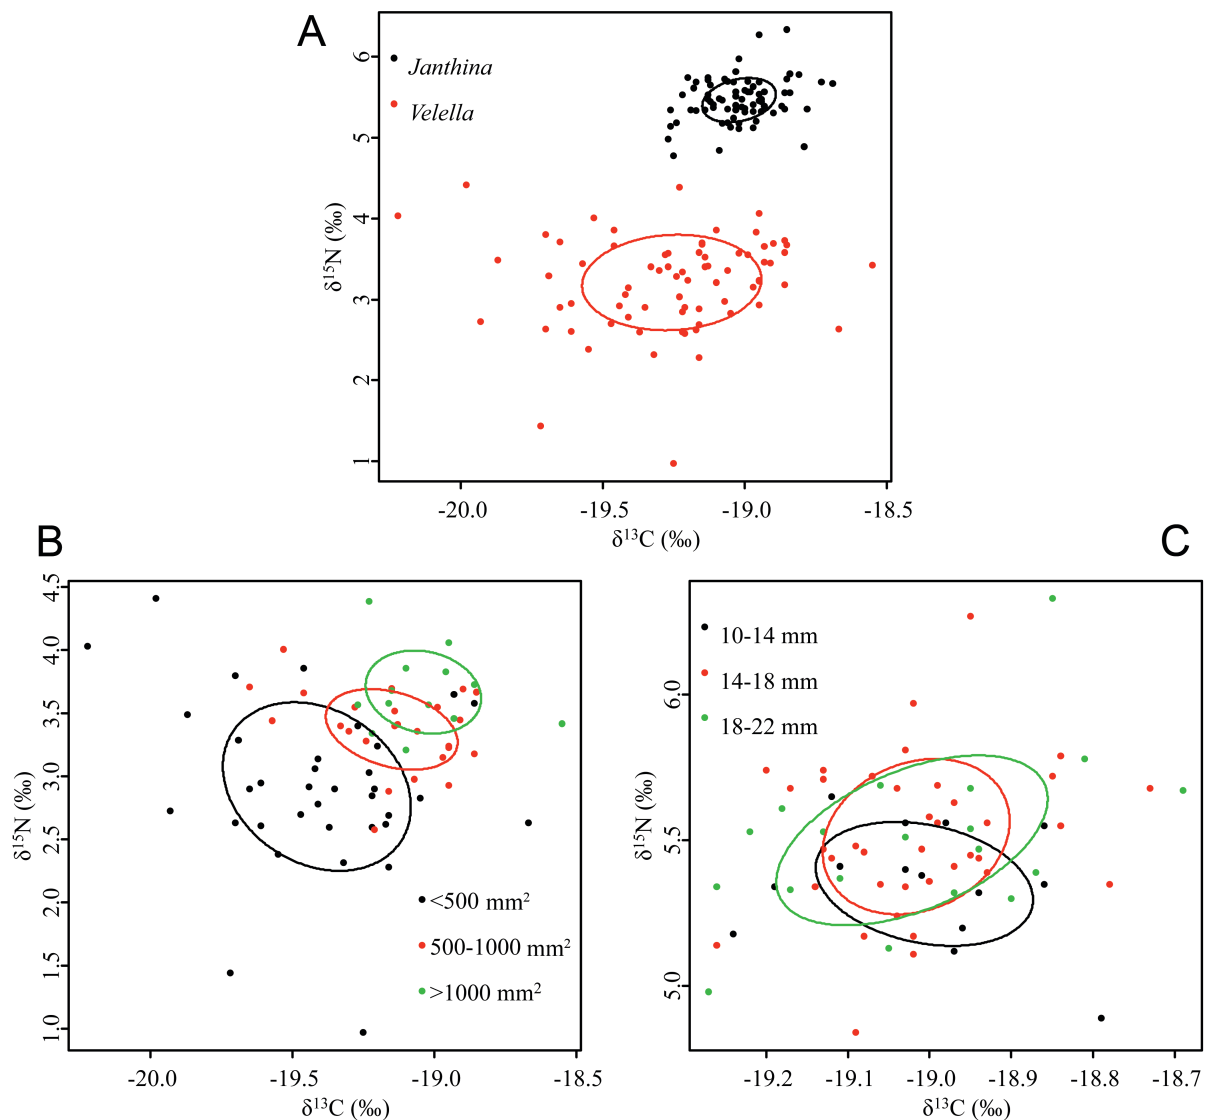 A
Janthina
Velella
6
5
4
3
2
1
δ¹⁵N (‰)
-20.0 -19.5 -19.0 -18.5
δ¹³C (‰)
B
4.5
4.0
3.5
3.0
2.5
2.0
1.5
1.0
δ¹⁵N (‰)
<500 mm²
500-1000 mm²
>1000 mm²
-20.0 -19.5 -19.0 -18.5
δ¹³C (‰)
C
10-14 mm
14-18 mm
18-22 mm
6.0
5.5
5.0
δ¹⁵N (‰)
-19.2 -19.1 -19.0 -18.9 -18.8 -18.7
δ¹³C (‰)